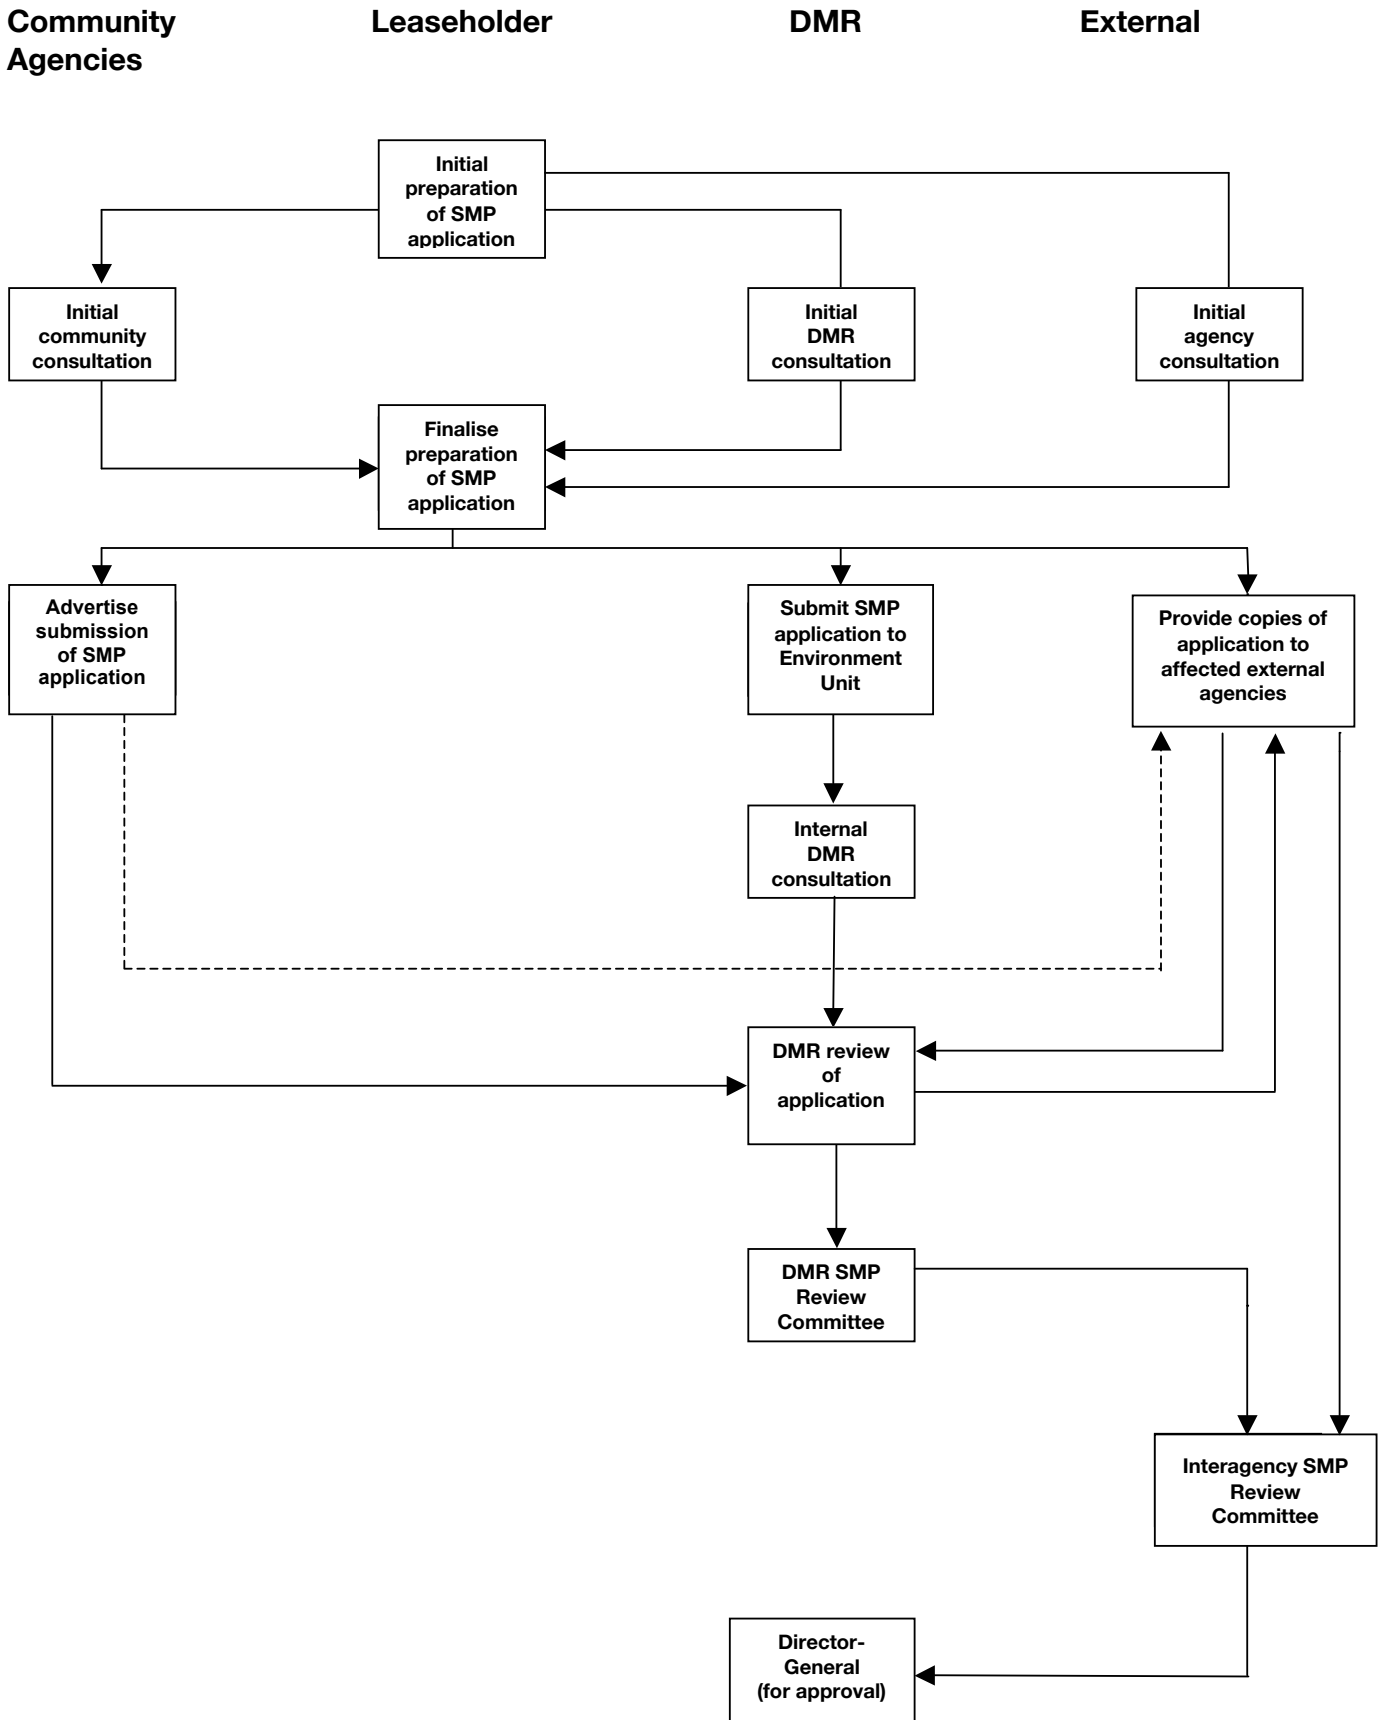 Community
Agencies
Leaseholder
DMR
External
Initial
preparation
of SMP
application
Initial
community
consultation
Initial
DMR
consultation
Initial
agency
consultation
Finalise
preparation
of SMP
application
Advertise
submission
of SMP
application
Submit SMP
application to
Environment
Unit
Provide copies of
application to
affected external
agencies
Internal
DMR
consultation
DMR review
of
application
DMR SMP
Review
Committee
Interagency SMP
Review
Committee
Director-
General
(for approval)